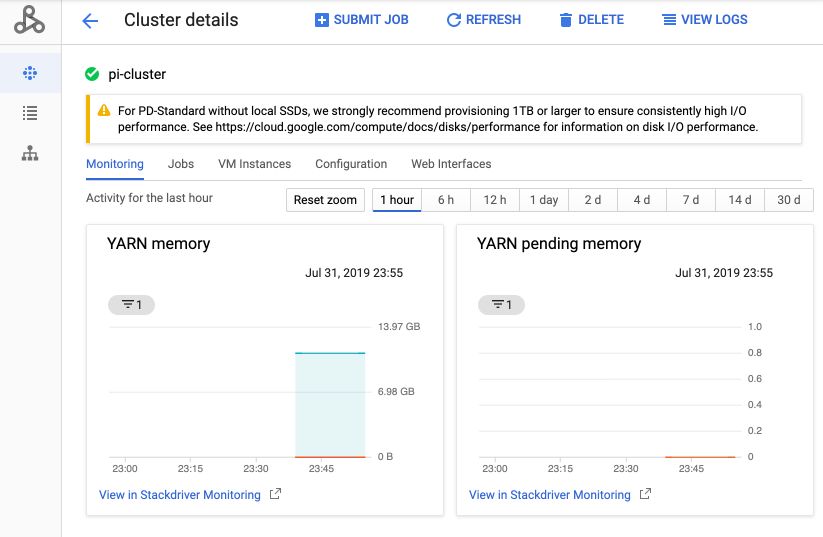 Cluster details
SUBMIT JOB
REFRESH
DELETE
VIEW LOGS
pi-cluster
For PD-Standard without local SSDs, we strongly recommend provisioning 1TB or larger to ensure consistently high I/O
performance. See https://cloud.google.com/compute/docs/disks/performance for information on disk I/O performance.
Monitoring Jobs VM Instances Configuration Web Interfaces
Activity for the last hour
Reset zoom
1 hour 6 h 12 h 1 day 2 d 4 d 7 d 14 d 30 d
YARN memory
Jul 31, 2019 23:55
1
13.97 GB
6.98 GB
0 B
23:00 23:15 23:30 23:45
View in Stackdriver Monitoring
YARN pending memory
Jul 31, 2019 23:55
1
1.0
0.8
0.6
0.4
0.2
0
23:00 23:15 23:30 23:45
View in Stackdriver Monitoring